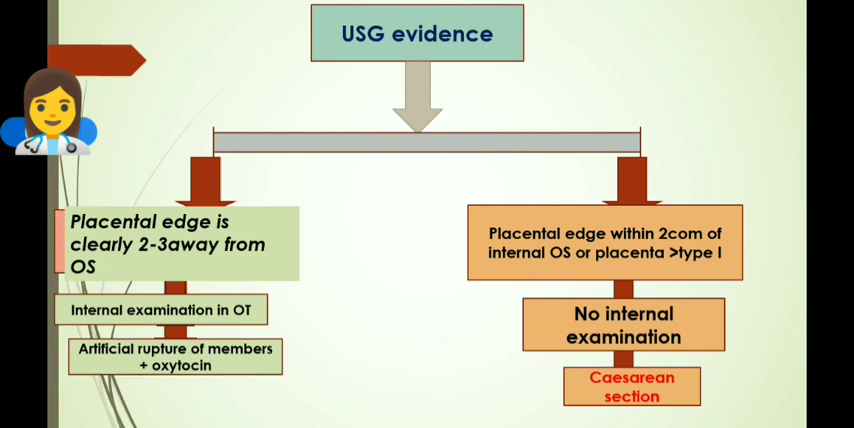 USG evidence
Placental edge is
clearly 2-3away from
OS
Internal examination in OT
Artificial rupture of members
+ oxytocin
Placental edge within 2com of
internal OS or placenta >type I
No internal
examination
Caesarean
section